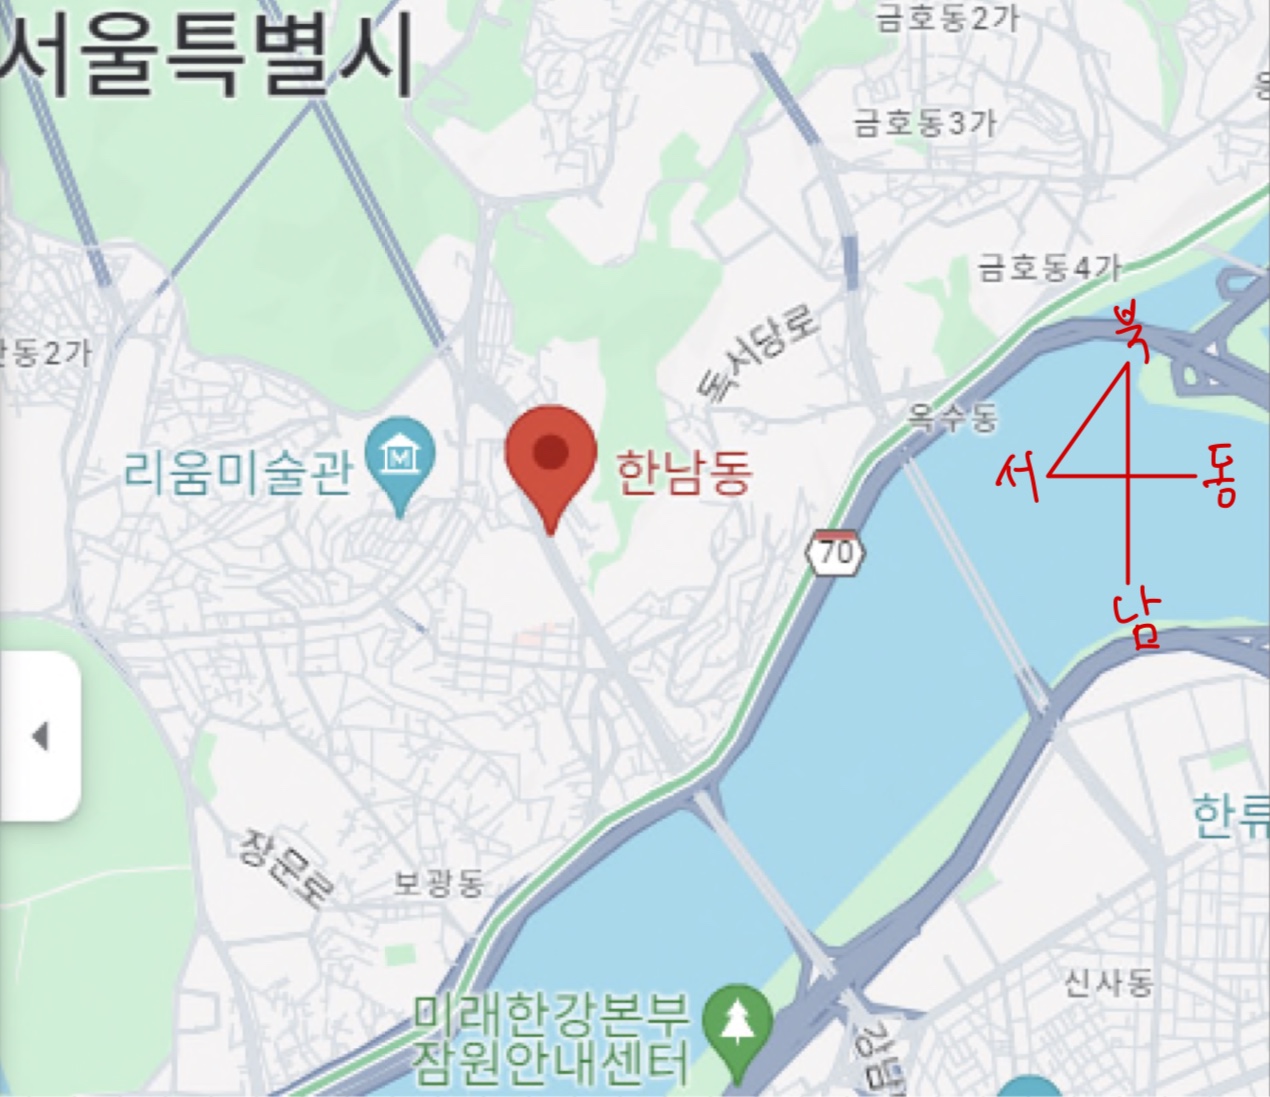 서울특별시
금호동2가
금호동3가
금호동4가
동2가
독서당로
북
옥수동
서
동
리움미술관
M
한남동
70
남
한류
장문로
보광동
신사동
미래한강본부
잠원안내센터
강남